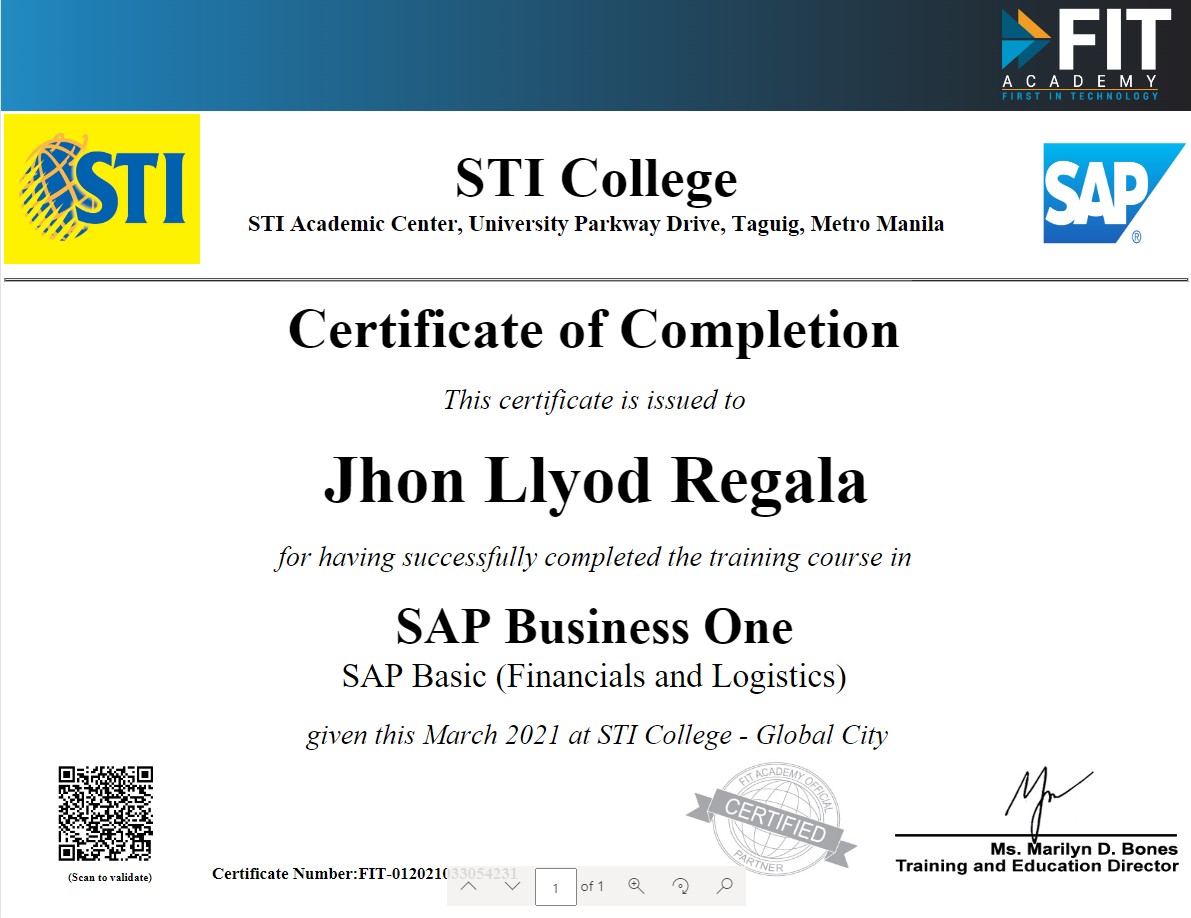 FIT
ACADEMY
FIRST IN TECHNOLOGY
STI
STI College
STI Academic Center, University Parkway Drive, Taguig, Metro Manila
SAP
®
Certificate of Completion
This certificate is issued to
Jhon Llyod Regala
for having successfully completed the training course in
SAP Business One
SAP Basic (Financials and Logistics)
given this March 2021 at STI College - Global City
FIT ACADEMY OFFICIAL
CERTIFIED
PARTNER
Ms. Marilyn D. Bones
Training and Education Director
(Scan to validate)
Certificate Number:FIT-012021033054231
1 of 1